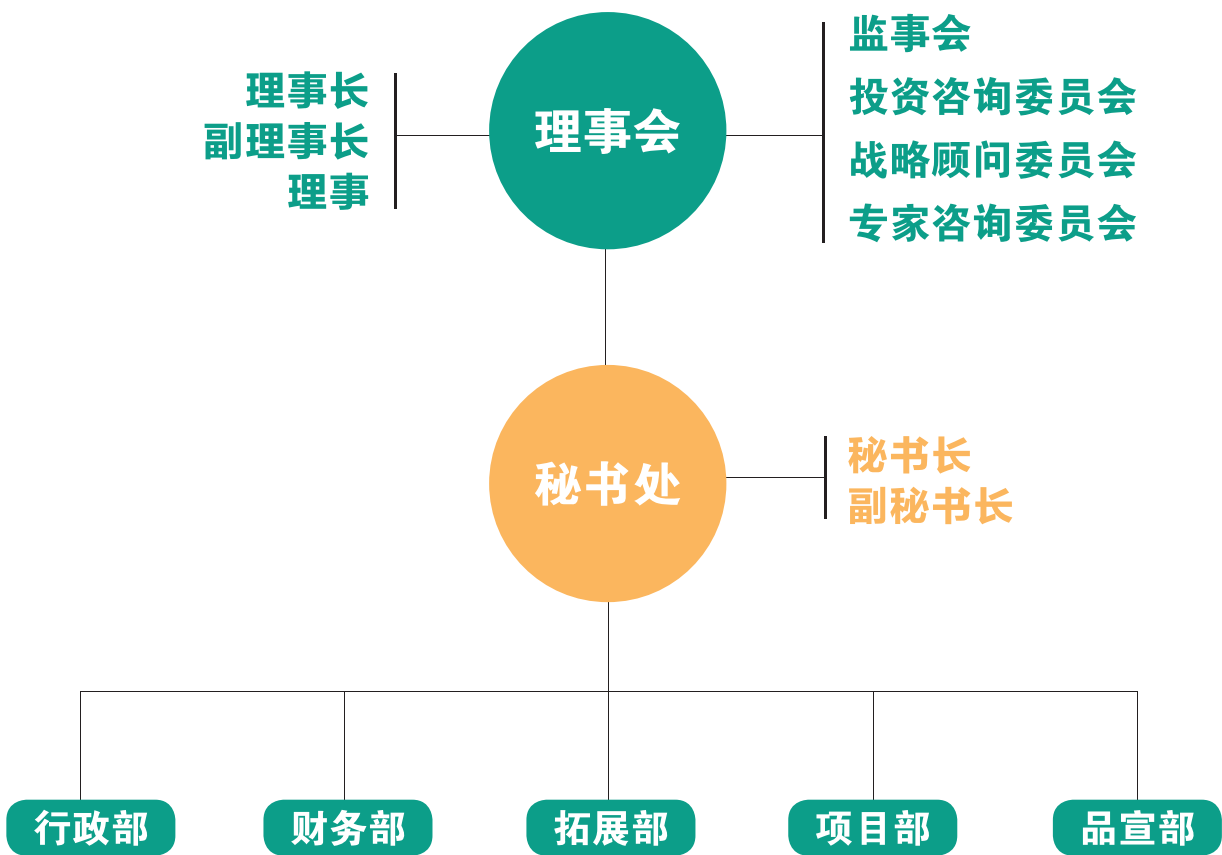 理事长
副理事长
理事
理事会
监事会
投资咨询委员会
战略顾问委员会
专家咨询委员会
秘书处
秘书长
副秘书长
行政部
财务部
拓展部
项目部
品宣部